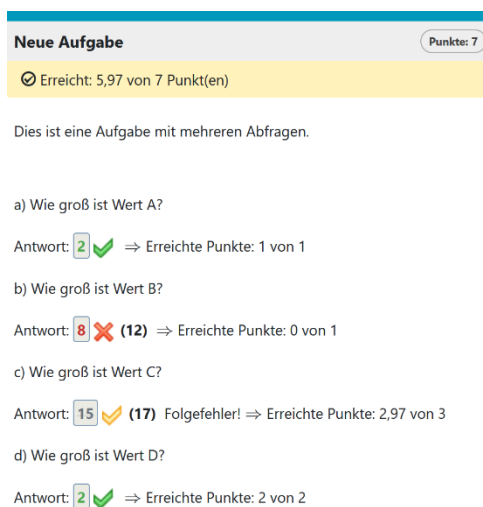 Neue Aufgabe Punkte: 7
Erreicht: 5,97 von 7 Punkt(en)
Dies ist eine Aufgabe mit mehreren Abfragen.
a) Wie groß ist Wert A?
Antwort: 2 ⇒ Erreichte Punkte: 1 von 1
b) Wie groß ist Wert B?
Antwort: 8 (12) ⇒ Erreichte Punkte: 0 von 1
c) Wie groß ist Wert C?
Antwort: 15 (17) Folgefehler! ⇒ Erreichte Punkte: 2,97 von 3
d) Wie groß ist Wert D?
Antwort: 2 ⇒ Erreichte Punkte: 2 von 2